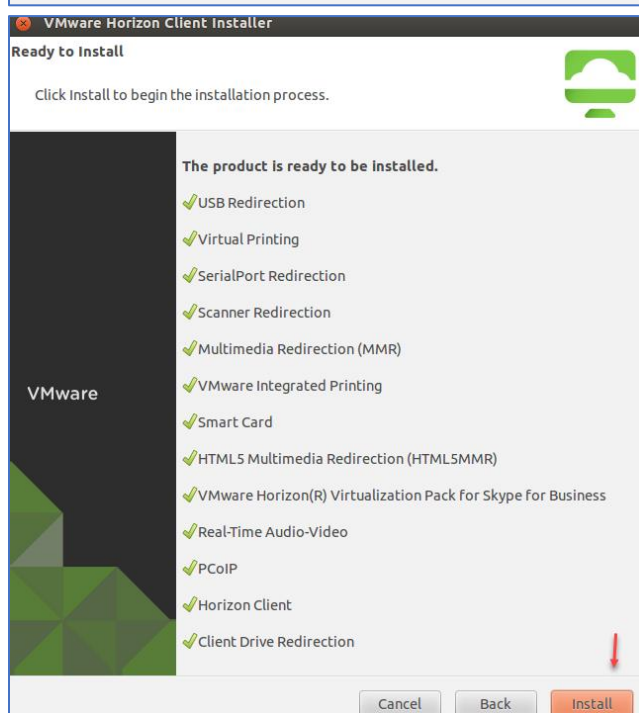 VMware Horizon Client Installer
Ready to Install
Click Install to begin the installation process.
The product is ready to be installed.
USB Redirection
Virtual Printing
SerialPort Redirection
Scanner Redirection
Multimedia Redirection (MMR)
VMware Integrated Printing
VMware
Smart Card
HTML5 Multimedia Redirection (HTML5MMR)
VMware Horizon(R) Virtualization Pack for Skype for Business
Real-Time Audio-Video
PCoIP
Horizon Client
Client Drive Redirection
Cancel Back Install